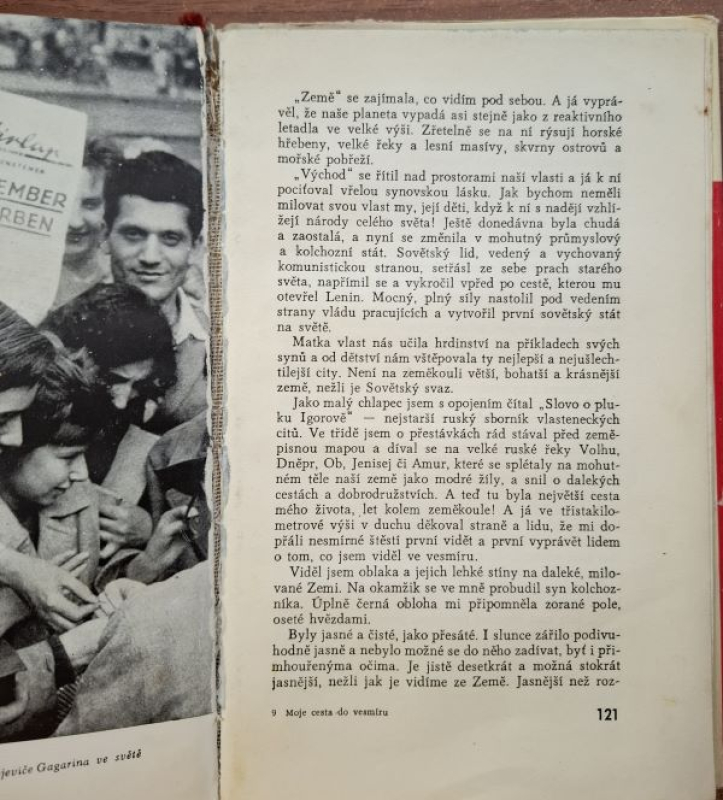 EMBER
RBEN
jeviče Gagarina ve světě
„Země“ se zajímala, co vidím pod sebou. A já vyprá-
věl, že naše planeta vypadá asi stejně jako z reaktivního
letadla ve velké výši. Zřetelně se na ní rýsují horské
hřebeny, velké řeky a lesní masívy, skvrny ostrovů a
mořské pobřeží.
„Východ“ se řítil nad prostorami naší vlasti a já k ní
pociťoval vřelou synovskou lásku. Jak bychom neměli
milovat svou vlast my, její děti, když k ní s nadějí vzhlí-
žejí národy celého světa! Ještě donedávna byla chudá
a zaostalá, a nyní se změnila v mohutný průmyslový
a kolchozní stát. Sovětský lid, vedený a vychovaný
komunistickou stranou, setřásl ze sebe prach starého
světa, napřímil se a vykročil vpřed po cestě, kterou mu
otevřel Lenin. Mocný, plný síly nastolil pod vedením
strany vládu pracujících a vytvořil první sovětský stát
na světě.
Matka vlast nás učila hrdinství na příkladech svých
synů a od dětství nám vštěpovala ty nejlepší a nejušlech-
tilejší city. Není na zeměkouli větší, bohatší a krásnější
země, nežli je Sovětský svaz.
Jako malý chlapec jsem s opojením čítal „Slovo o plu-
ku Igorově“ — nejstarší ruský sborník vlasteneckých
citů. Ve třídě jsem o přestávkách rád stával před země-
pisnou mapou a díval se na velké ruské řeky Volhu,
Dněpr, Ob, Jenisej či Amur, které se splétaly na mohut-
ném těle naší země jako modré žíly, a snil o dalekých
cestách a dobrodružstvích. A teď tu byla největší cesta
mého života, let kolem zeměkoule! A já ve třístakilo-
metrové výši v duchu děkoval straně a lidu, že mi do-
přáli nesmírné štěstí první vidět a první vyprávět lidem
o tom, co jsem viděl ve vesmíru.
Viděl jsem oblaka a jejich lehké stíny na daleké, milo-
vané Zemi. Na okamžik se ve mně probudil syn kolchoz-
níka. Úplně černá obloha mi připomněla zorané pole,
oseté hvězdami.
Byly jasné a čisté, jako přesáté. I slunce zářilo podivu-
hodně jasně a nebylo možné se do něho zadívat, byť i při-
mhouřenýma očima. Je jistě desetkrát a možná stokrát
jasnější, nežli jak je vidíme ze Země. Jasnější než roz-
9 Moje cesta do vesmíru
121